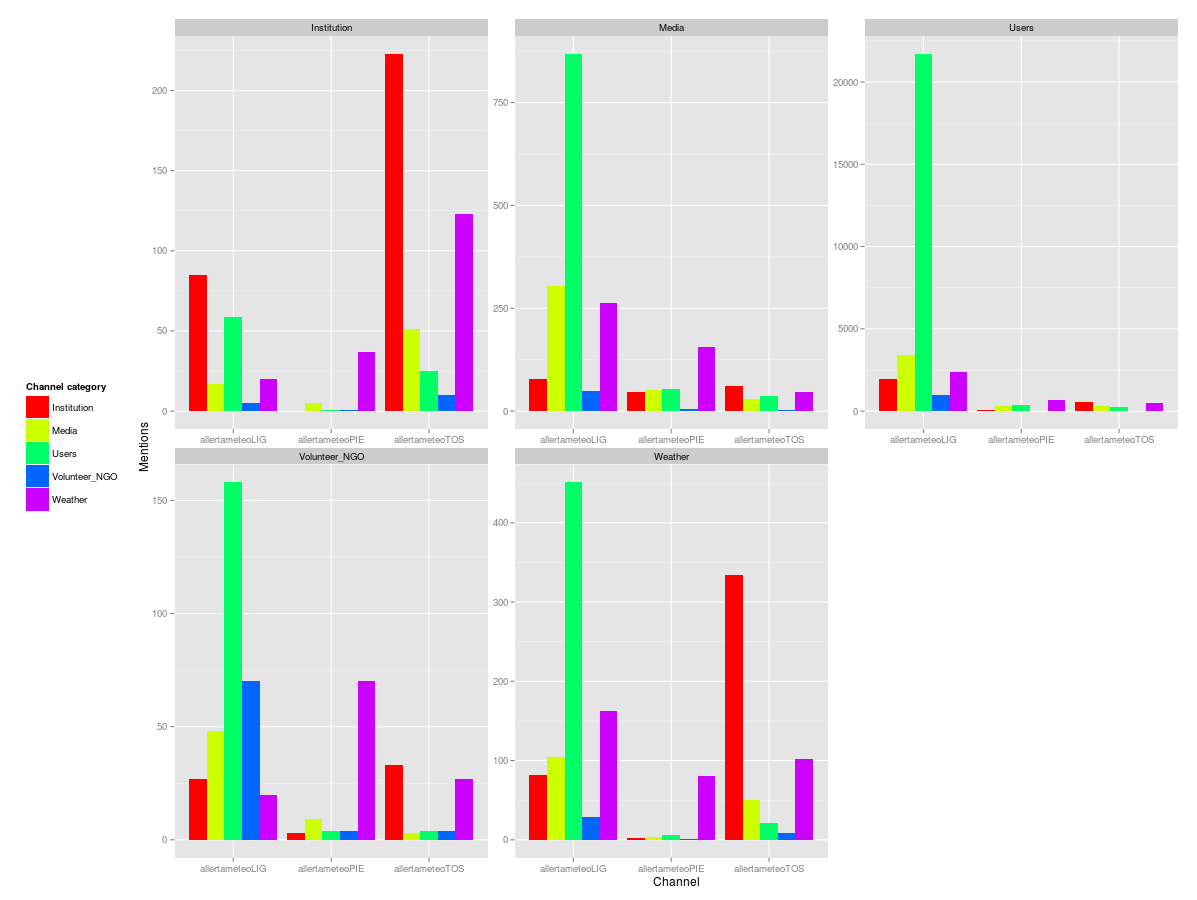 Institution
Media
Users
200
150
100
50
0
750
500
250
0
20000
15000
10000
5000
0
allertameteoLIG
allertameteoPIE
allertameteoTOS
allertameteoLIG
allertameteoPIE
allertameteoTOS
allertameteoLIG
allertameteoPIE
allertameteoTOS
Channel category
Institution
Media
Users
Volunteer_NGO
Weather
Mentions
Volunteer_NGO
Weather
150
100
50
0
400
300
200
100
0
allertameteoLIG
allertameteoPIE
allertameteoTOS
allertameteoLIG
allertameteoPIE
allertameteoTOS
Channel